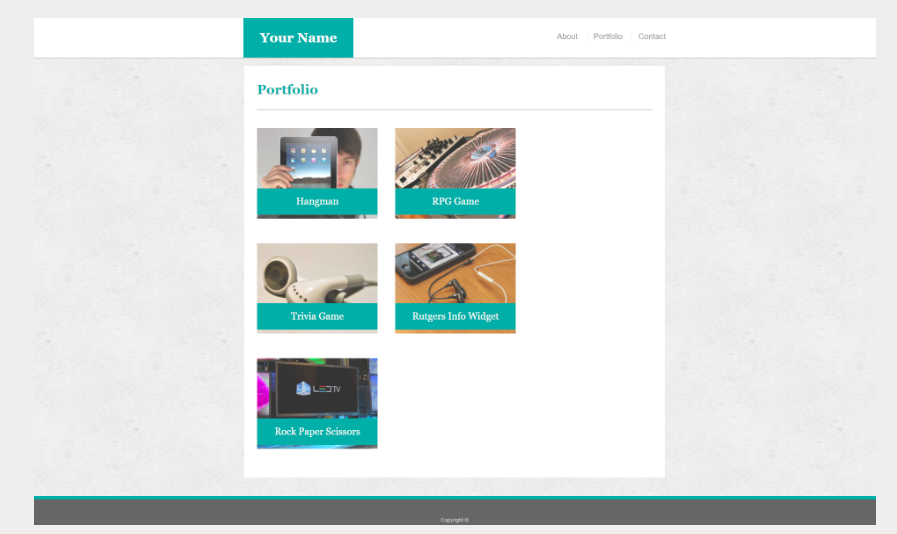 Your Name
About
Portfolio
Contact
Portfolio
Hangman
RPG Game
Trivia Game
Rutgers Info Widget
LEDTV
Rock Paper Scissors
Copyright ©